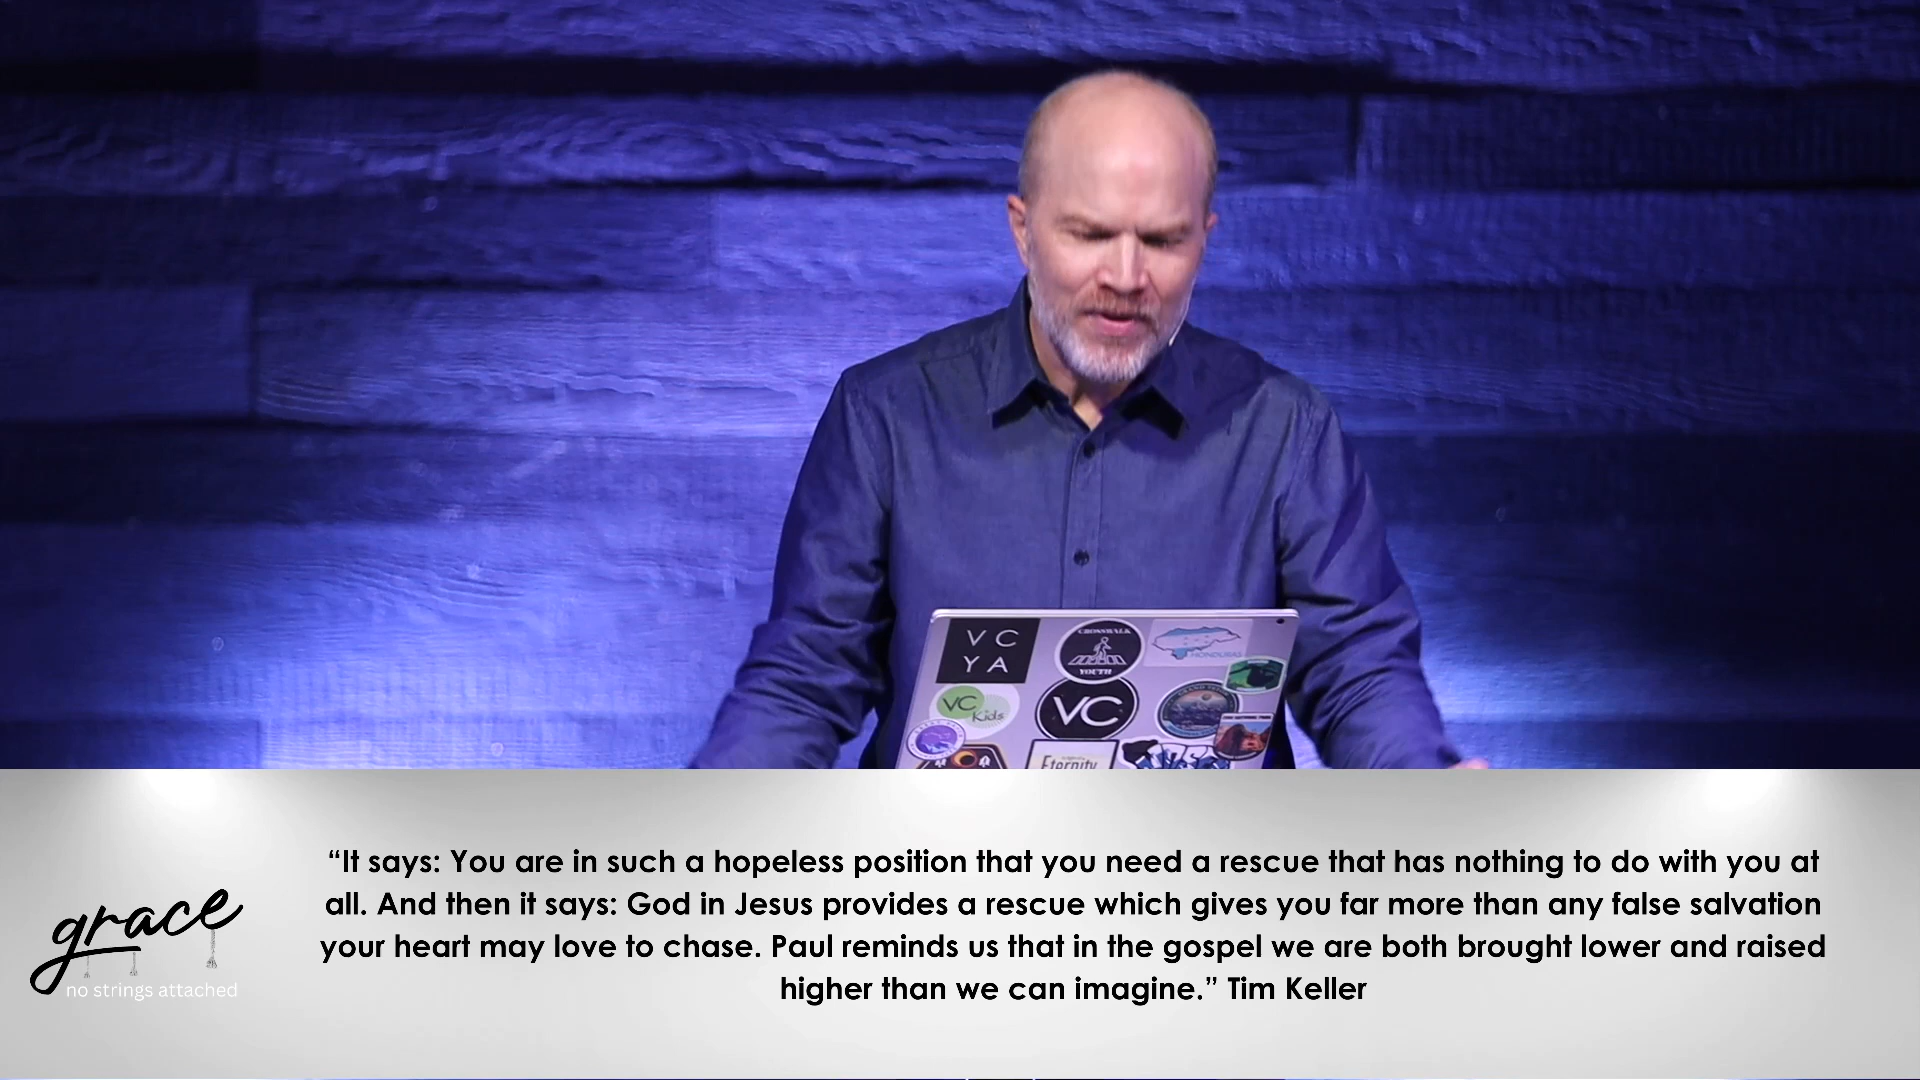 VC
YA
CROSSWALK
YOUTH
HONDURAS
VC
Kids
VC
Eternity
“It says: You are in such a hopeless position that you need a rescue that has nothing to do with you at
all. And then it says: God in Jesus provides a rescue which gives you far more than any false salvation
your heart may love to chase. Paul reminds us that in the gospel we are both brought lower and raised
higher than we can imagine.” Tim Keller
grace
no strings attached